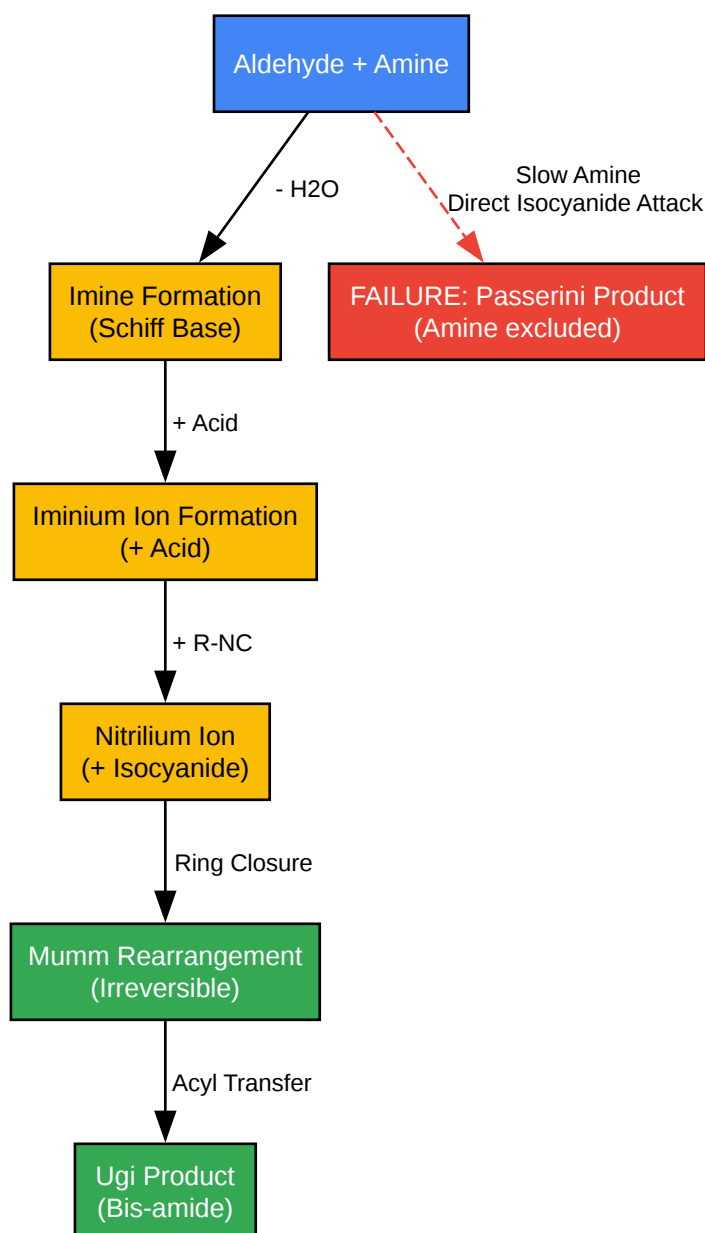 Aldehyde + Amine
- H2O
Slow Amine
Direct Isocyanide Attack
Imine Formation
(Schiff Base)
FAILURE: Passerini Product
(Amine excluded)
+ Acid
Iminium Ion Formation
(+ Acid)
+ R-NC
Nitrilium Ion
(+ Isocyanide)
Ring Closure
Mumm Rearrangement
(Irreversible)
Acyl Transfer
Ugi Product
(Bis-amide)